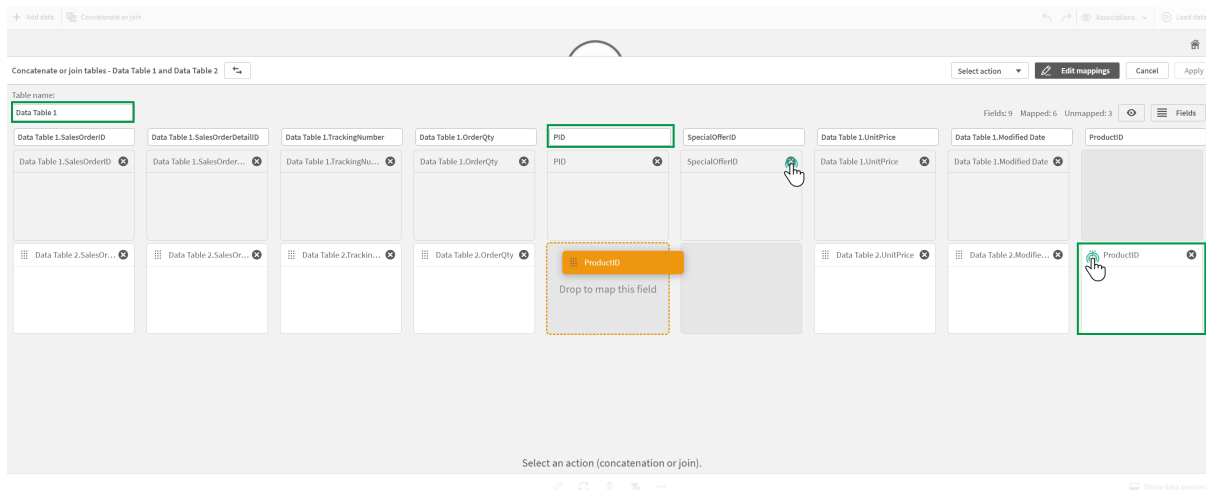 Add data Concatenate or join Associations Load data
Concatenate or join tables - Data Table 1 and Data Table 2 Select action Edit mappings Cancel Apply
Table name:
Data Table 1 Fields: 9 Mapped: 6 Unmapped: 3 Fields
Data Table 1.SalesOrderID Data Table 1.SalesOrderDetailID Data Table 1.TrackingNumber Data Table 1.OrderQty PID SpecialOfferID Data Table 1.UnitPrice Data Table 1.Modified Date ProductID
Data Table 1.SalesOrderID Data Table 1.SalesOrder... Data Table 1.TrackingNu... Data Table 1.OrderQty PID SpecialOfferID Data Table 1.UnitPrice Data Table 1.Modified Date
Data Table 2.SalesOr... Data Table 2.SalesOr... Data Table 2.Trackin... Data Table 2.OrderQty ProductID Data Table 2.UnitPrice Data Table 2.Modifie... ProductID
Drop to map this field
Select an action (concatenation or join).
Show data preview